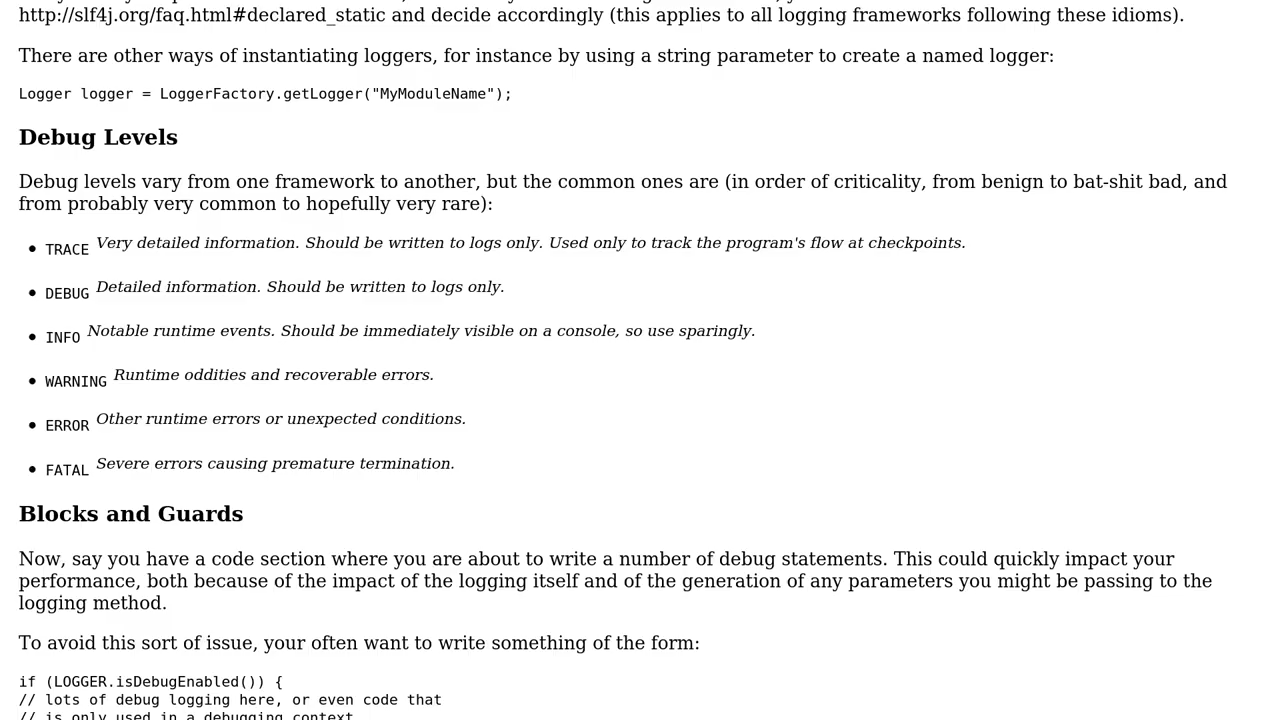 http://slf4j.org/faq.html#declared_static and decide accordingly (this applies to all logging frameworks following these idioms).
There are other ways of instantiating loggers, for instance by using a string parameter to create a named logger:
Logger logger = LoggerFactory.getLogger("MyModuleName");
Debug Levels
Debug levels vary from one framework to another, but the common ones are (in order of criticality, from benign to bat-shit bad, and
from probably very common to hopefully very rare):
• TRACE Very detailed information. Should be written to logs only. Used only to track the program's flow at checkpoints.
• DEBUG Detailed information. Should be written to logs only.
• INFO Notable runtime events. Should be immediately visible on a console, so use sparingly.
• WARNING Runtime oddities and recoverable errors.
• ERROR Other runtime errors or unexpected conditions.
• FATAL Severe errors causing premature termination.
Blocks and Guards
Now, say you have a code section where you are about to write a number of debug statements. This could quickly impact your
performance, both because of the impact of the logging itself and of the generation of any parameters you might be passing to the
logging method.
To avoid this sort of issue, your often want to write something of the form:
if (LOGGER.isDebugEnabled()) {
// lots of debug logging here, or even code that
// is only used in a debugging context